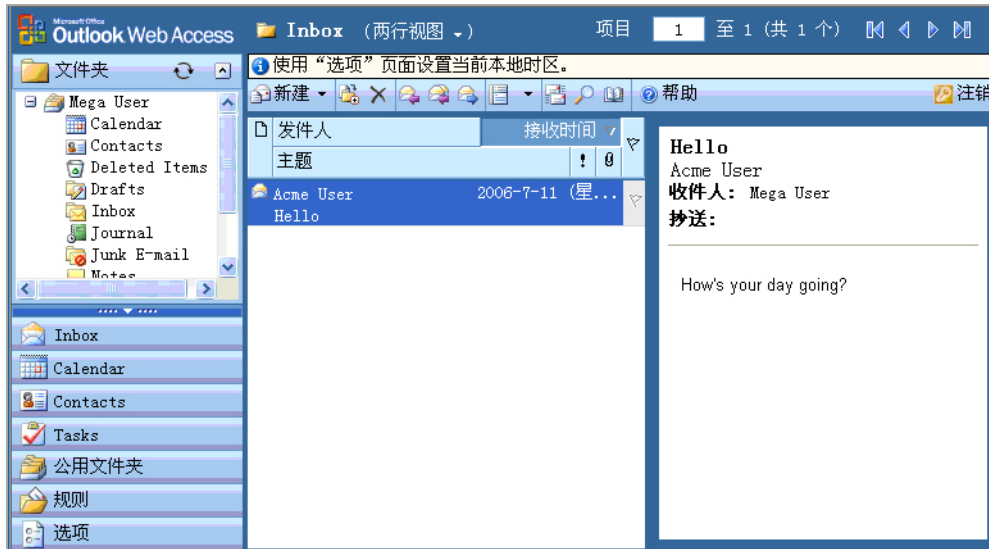 Microsoft Office
Outlook Web Access
Inbox (两行视图 )
项目 1 至 1 (共 1 个)
文件夹
使用“选项”页面设置当前本地时区。
新建
帮助
注销
Mega User
Calendar
Contacts
Deleted Items
Drafts
Inbox
Journal
Junk E-mail
Notes
发件人 接收时间
主题
Acme User 2006-7-11 (星...
Hello
Hello
Acme User
收件人: Mega User
抄送:
How's your day going?
Inbox
Calendar
Contacts
Tasks
公用文件夹
规则
选项